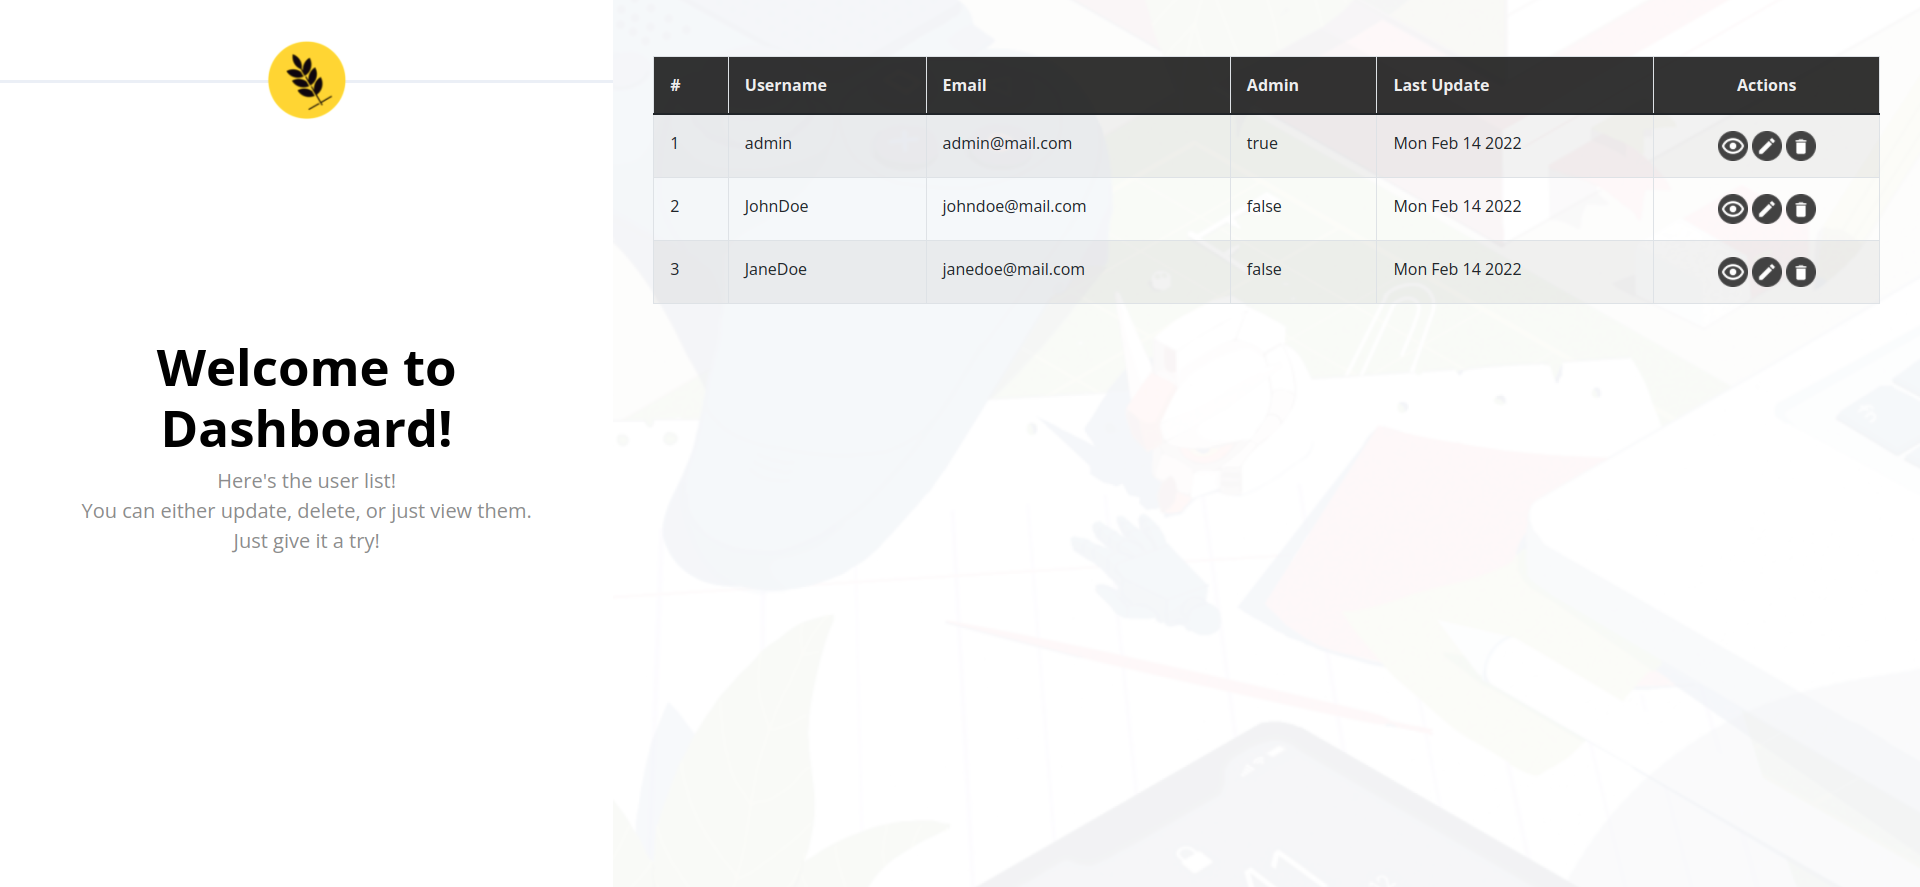 Welcome to
Dashboard!
Here's the user list!
You can either update, delete, or just view them.
Just give it a try!
# Username Email Admin Last Update Actions
1 admin admin@mail.com true Mon Feb 14 2022
2 JohnDoe johndoe@mail.com false Mon Feb 14 2022
3 JaneDoe janedoe@mail.com false Mon Feb 14 2022